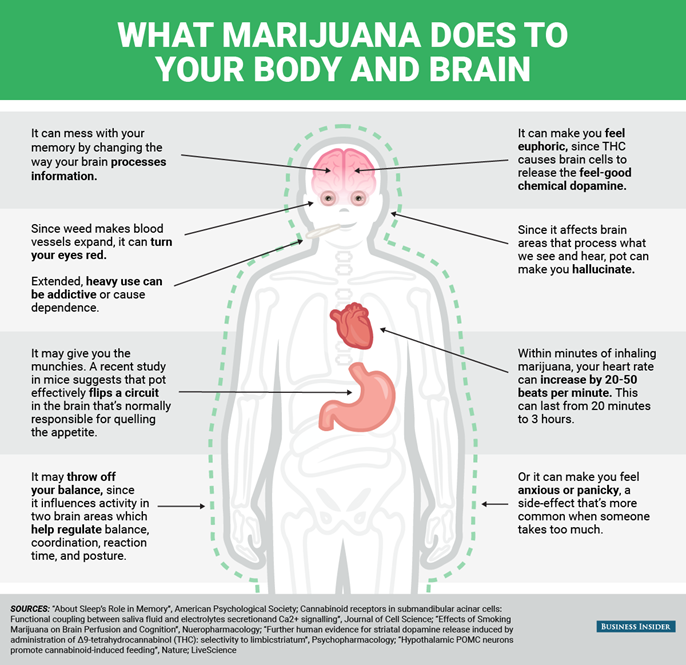 WHAT MARIJUANA DOES TO
YOUR BODY AND BRAIN
It can mess with your
memory by changing the
way your brain processes
information.
Since weed makes blood
vessels expand, it can turn
your eyes red.
Extended, heavy use can
be addictive or cause
dependence.
It may give you the
munchies. A recent study
in mice suggests that pot
effectively flips a circuit
in the brain that's normally
responsible for quelling
the appetite.
It may throw off
your balance, since
it influences activity in
two brain areas which
help regulate balance,
coordination, reaction
time, and posture.
It can make you feel
euphoric, since THC
causes brain cells to
release the feel-good
chemical dopamine.
Since it affects brain
areas that process what
we see and hear, pot can
make you hallucinate.
Within minutes of inhaling
marijuana, your heart rate
can increase by 20-50
beats per minute. This
can last from 20 minutes
to 3 hours.
Or it can make you feel
anxious or panicky, a
side-effect that's more
common when someone
takes too much.
SOURCES: "About Sleep's Role in Memory", American Psychological Society; Cannabinoid receptors in submandibular acinar cells:
Functional coupling between saliva fluid and electrolytes secretionand Ca2+ signalling", Journal of Cell Science; "Effects of Smoking
Marijuana on Brain Perfusion and Cognition", Nueropharmacology; "Further human evidence for striatal dopamine release induced by
administration of Δ9-tetrahydrocannabinol (THC): selectivity to limbicstriatum", Psychopharmacology; "Hypothalamic POMC neurons
promote cannabinoid-induced feeding", Nature; LiveScience
BUSINESS INSIDER